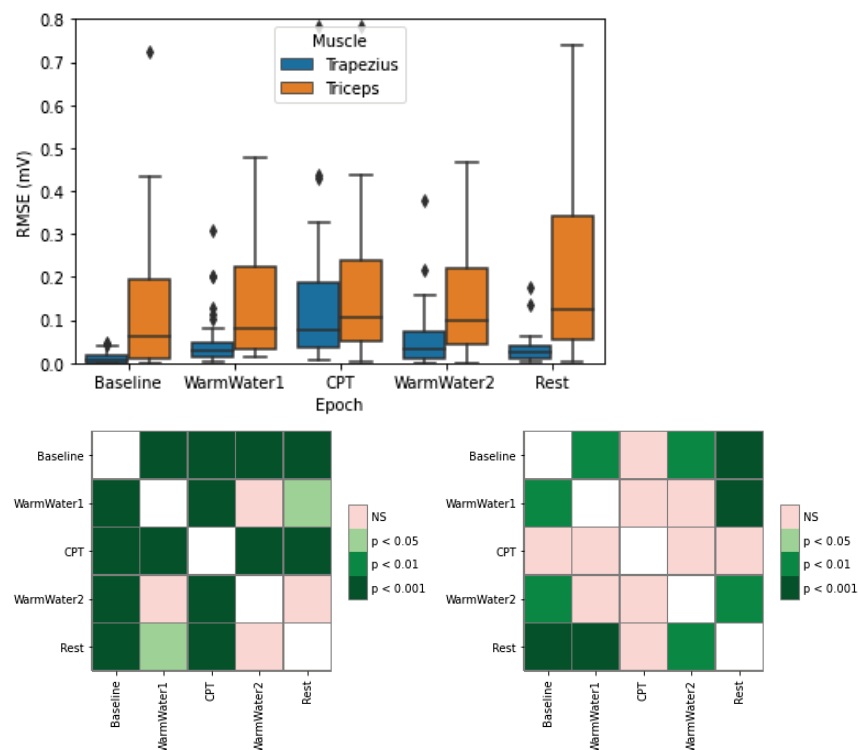 0.8
0.7
0.6
0.5
0.4
0.3
0.2
0.1
0.0
RMSE (mV)
Muscle
Trapezius
Triceps
Baseline WarmWater1 CPT WarmWater2 Rest
Epoch
Baseline
WarmWater1
CPT
WarmWater2
Rest
Baseline WarmWater1 CPT WarmWater2 Rest
NS
p < 0.05
p < 0.01
p < 0.001
Baseline
WarmWater1
CPT
WarmWater2
Rest
Baseline WarmWater1 CPT WarmWater2 Rest
NS
p < 0.05
p < 0.01
p < 0.001